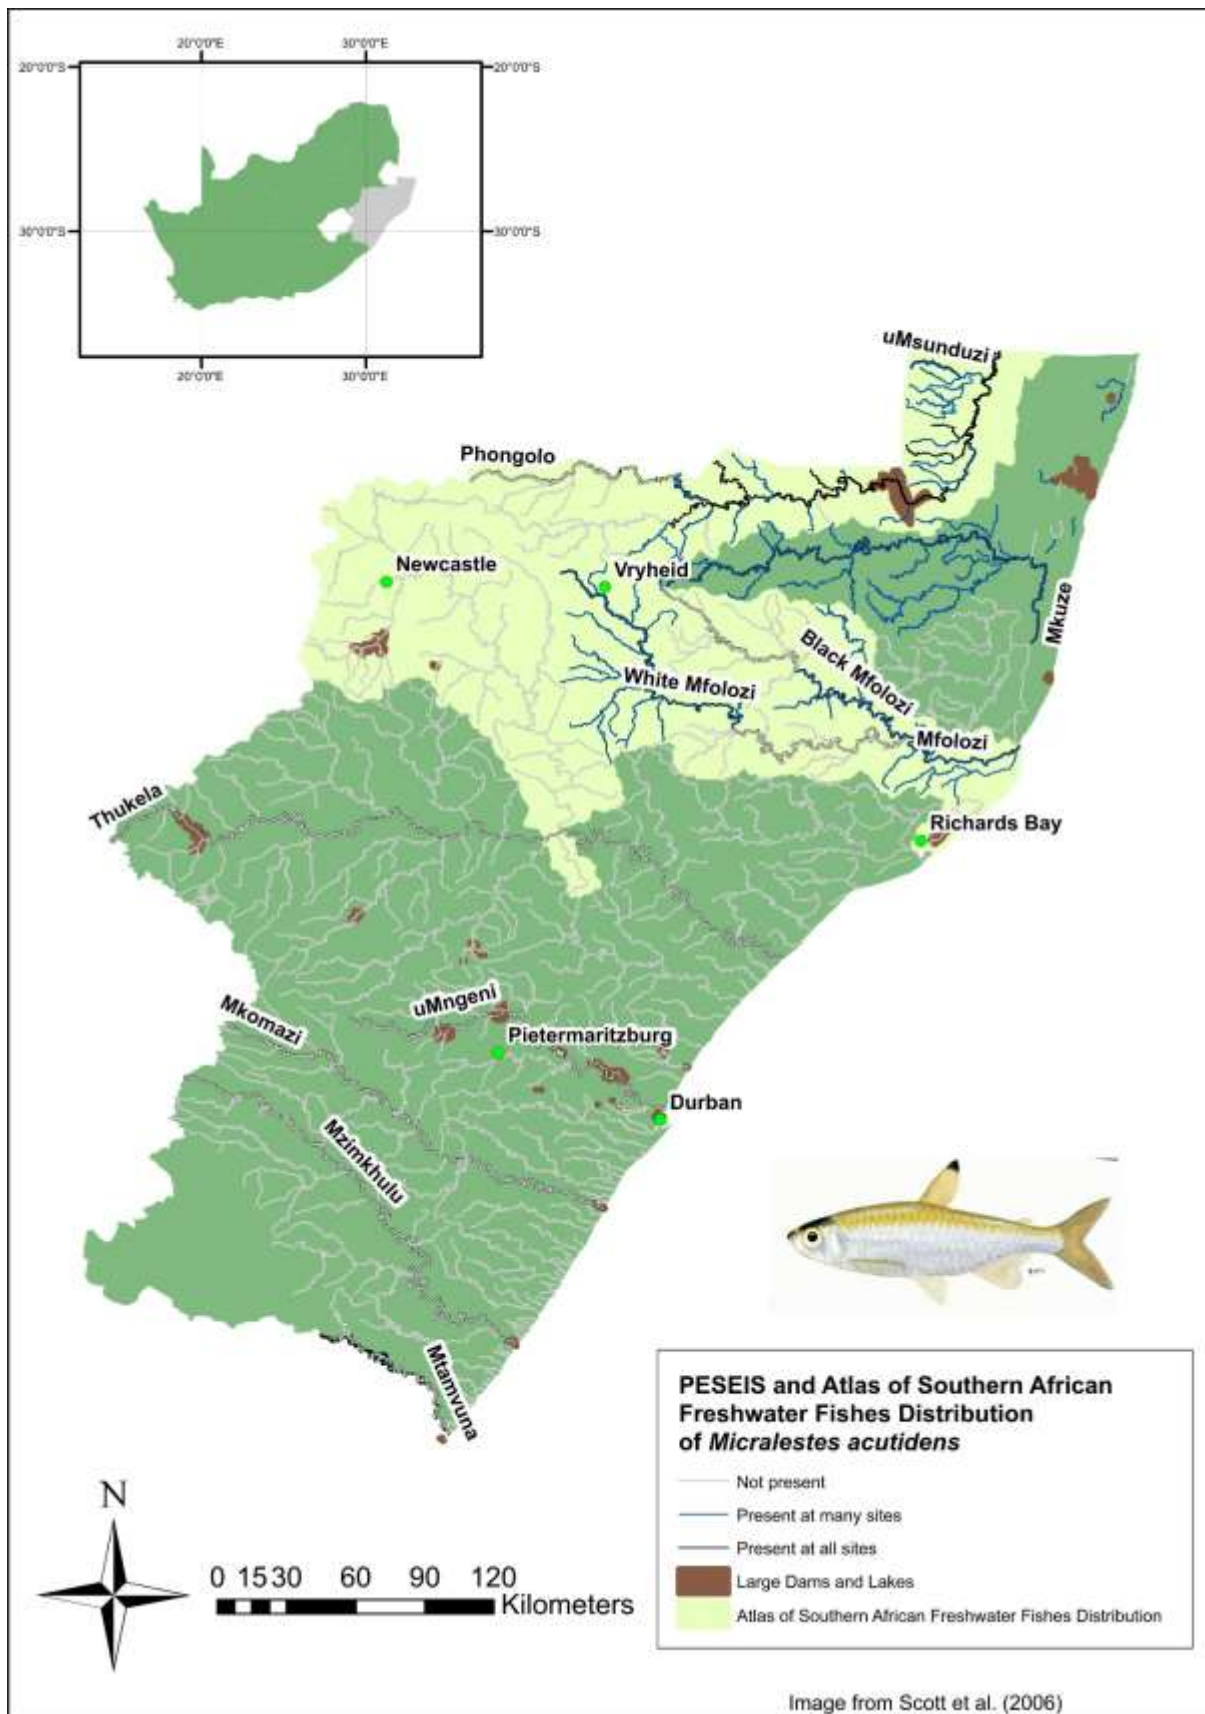 20°0'0"E
30°0'0"E
20°0'0"S
20°0'0"S
30°0'0"S
30°0'0"S
20°0'0"E
30°0'0"E
uMsunduzi
Phongolo
Newcastle
Vryheid
Mkuze
Black Mfolozi
White Mfolozi
Mfolozi
Thukela
Richards Bay
uMngeni
Mkomazi
Pietermaritzburg
Durban
Mzimkhulu
Mtamvuna
PESEIS and Atlas of Southern African
Freshwater Fishes Distribution
of Micralestes acutidens
Not present
Present at many sites
Present at all sites
Large Dams and Lakes
Atlas of Southern African Freshwater Fishes Distribution
N
0 15 30 60 90 120
Kilometers
Image from Scott et al. (2006)